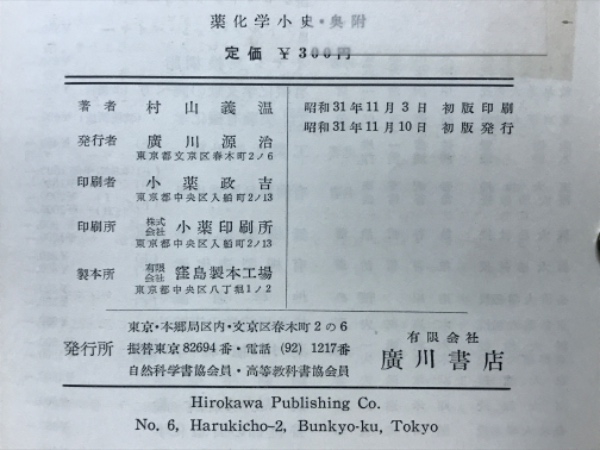 薬化学小史・奥附
定価 ¥300円
著者 村山義温
発行者 廣川源治
東京都文京区春木町2ノ6
印刷者 小薬政吉
東京都中央区入船町2ノ13
印刷所 株式会社 小薬印刷所
東京都中央区入船町2ノ13
製本所 有限会社 窪島製本工場
東京都中央区八丁堀1ノ2
昭和31年11月3日 初版印刷
昭和31年11月10日 初版発行
発行所
東京・本郷局区内・文京区春木町2の6
振替東京82694番・電話(92)1217番
自然科学書協会員・高等教科書協会員
有限会社
廣川書店
Hirokawa Publishing Co.
No. 6, Harukicho-2, Bunkyo-ku, Tokyo